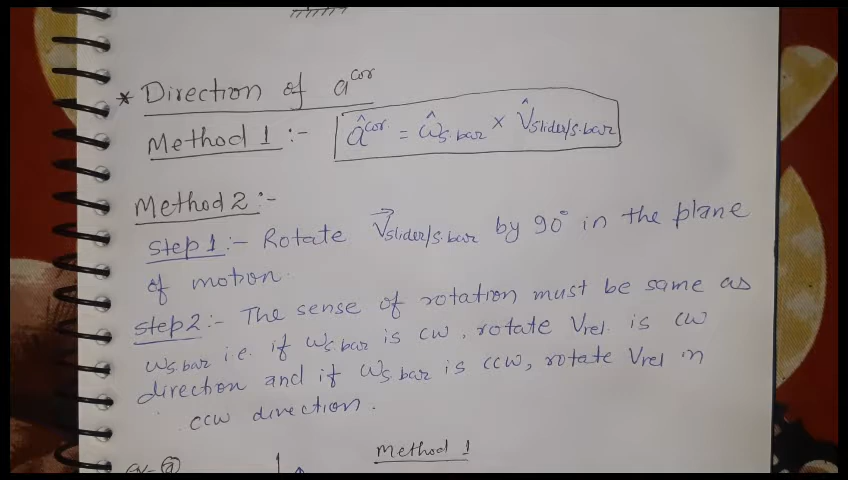 * Direction of a^cor
Method 1 :- â^cor = ω̂s.bar × V̂slider/s.bar
Method 2 :-
Step 1 :- Rotate V⃗slider/s.bar by 90° in the plane
of motion.
Step 2 :- The sense of rotation must be same as
ωs.bar i.e. if ωs.bar is cw, rotate Vrel. is cw
direction and if ωs.bar is ccw, rotate Vrel in
ccw direction.
Method 1